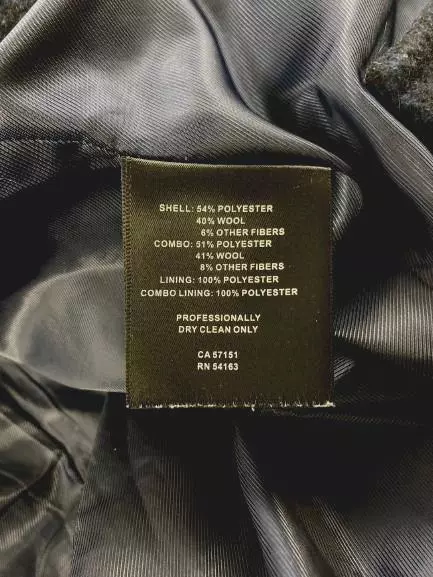 SHELL: 54% POLYESTER
40% WOOL
6% OTHER FIBERS
COMBO: 51% POLYESTER
41% WOOL
8% OTHER FIBERS
LINING: 100% POLYESTER
COMBO LINING: 100% POLYESTER
PROFESSIONALLY
DRY CLEAN ONLY
CA 57151
RN 54163